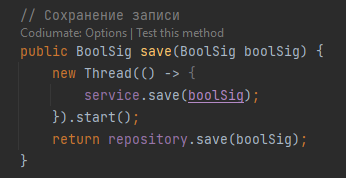 // Сохранение записи
Codiumate: Options | Test this method
public BoolSig save(BoolSig boolSig) {
    new Thread(() -> {
        service.save(boolSig);
    }).start();
    return repository.save(boolSig);
}